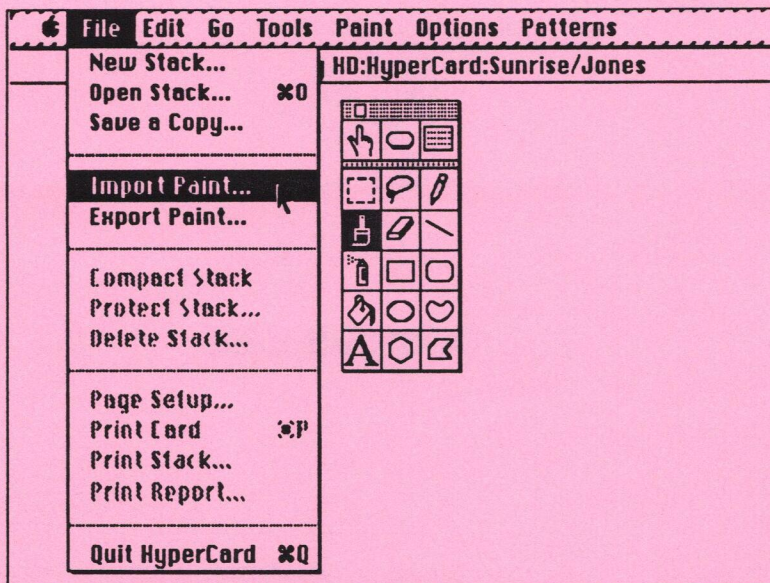 File Edit Go Tools Paint Options Patterns
HD:HyperCard:Sunrise/Jones
New Stack...
Open Stack... ⌘O
Save a Copy...
Import Paint...
Export Paint...
Compact Stack
Protect Stack...
Delete Stack...
Page Setup...
Print Card ⌘P
Print Stack...
Print Report...
Quit HyperCard ⌘Q
A